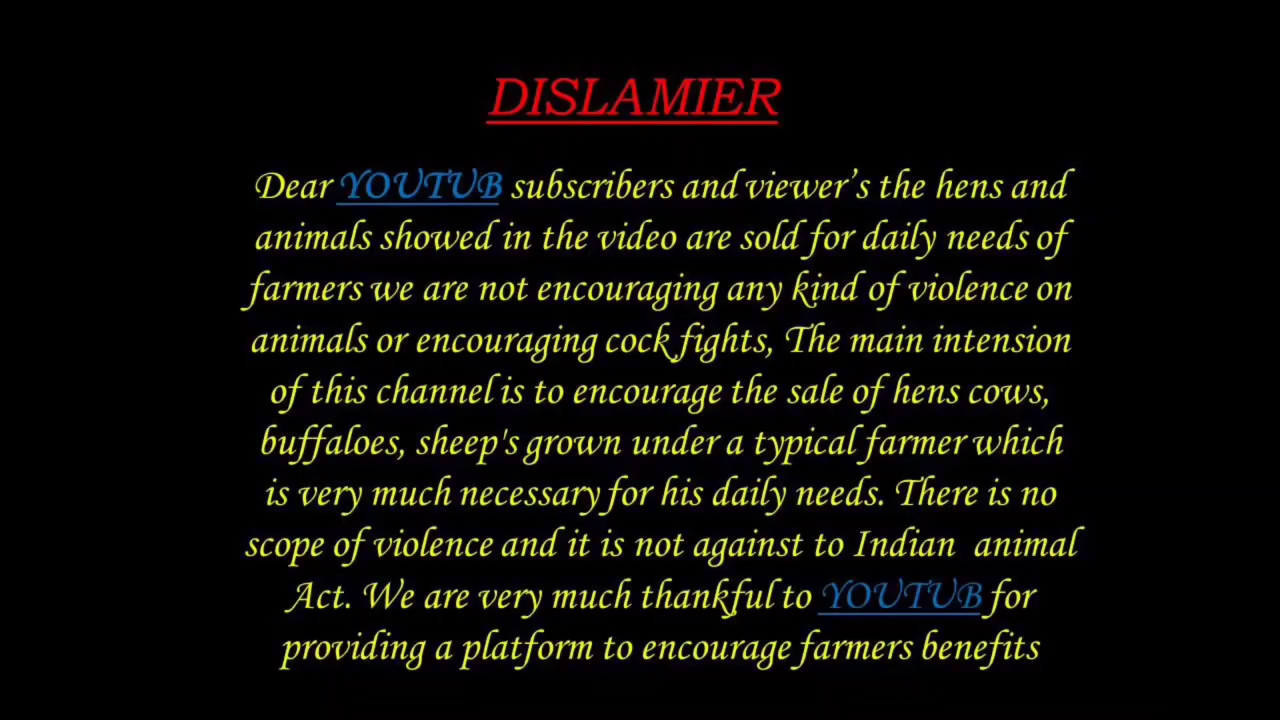 DISLAMIER
Dear YOUTUB subscribers and viewer’s the hens and
animals showed in the video are sold for daily needs of
farmers we are not encouraging any kind of violence on
animals or encouraging cock fights, The main intension
of this channel is to encourage the sale of hens cows,
buffaloes, sheep's grown under a typical farmer which
is very much necessary for his daily needs. There is no
scope of violence and it is not against to Indian  animal
Act. We are very much thankful to YOUTUB for
providing a platform to encourage farmers benefits